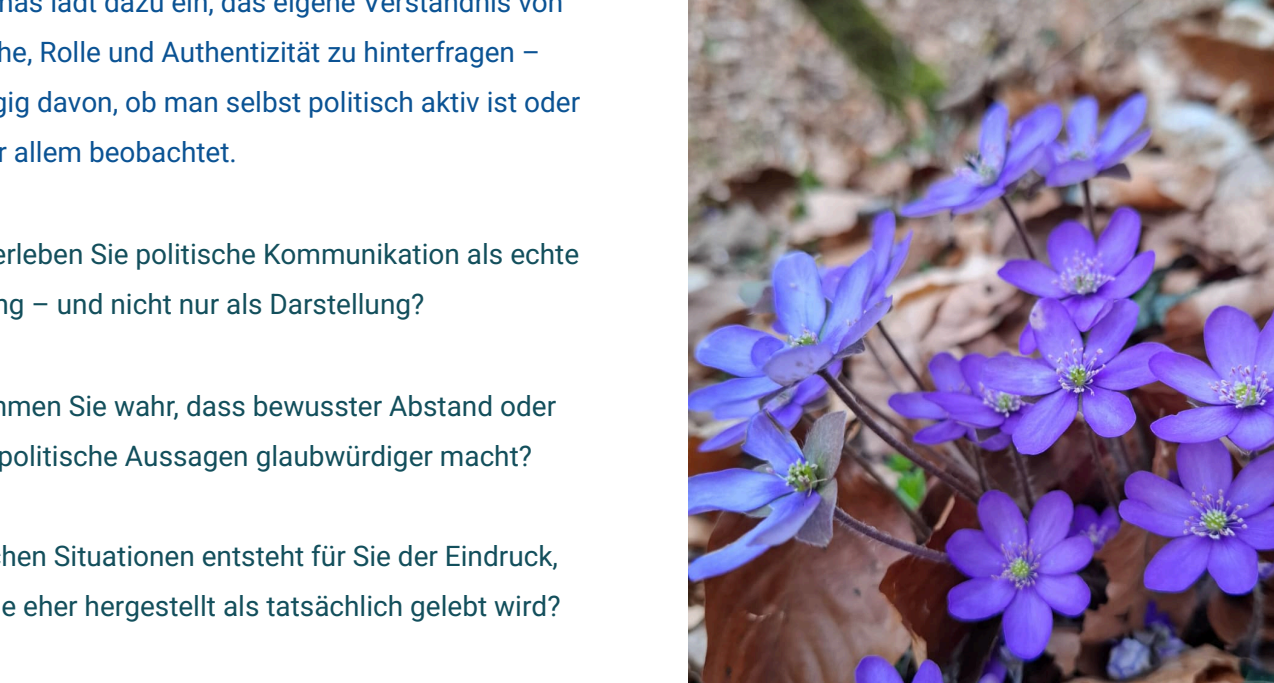 mas lädt dazu ein, das eigene Verständnis von
he, Rolle und Authentizität zu hinterfragen –
gig davon, ob man selbst politisch aktiv ist oder
r allem beobachtet.
erleben Sie politische Kommunikation als echte
ng – und nicht nur als Darstellung?
hmen Sie wahr, dass bewusster Abstand oder
politische Aussagen glaubwürdiger macht?
chen Situationen entsteht für Sie der Eindruck,
e eher hergestellt als tatsächlich gelebt wird?